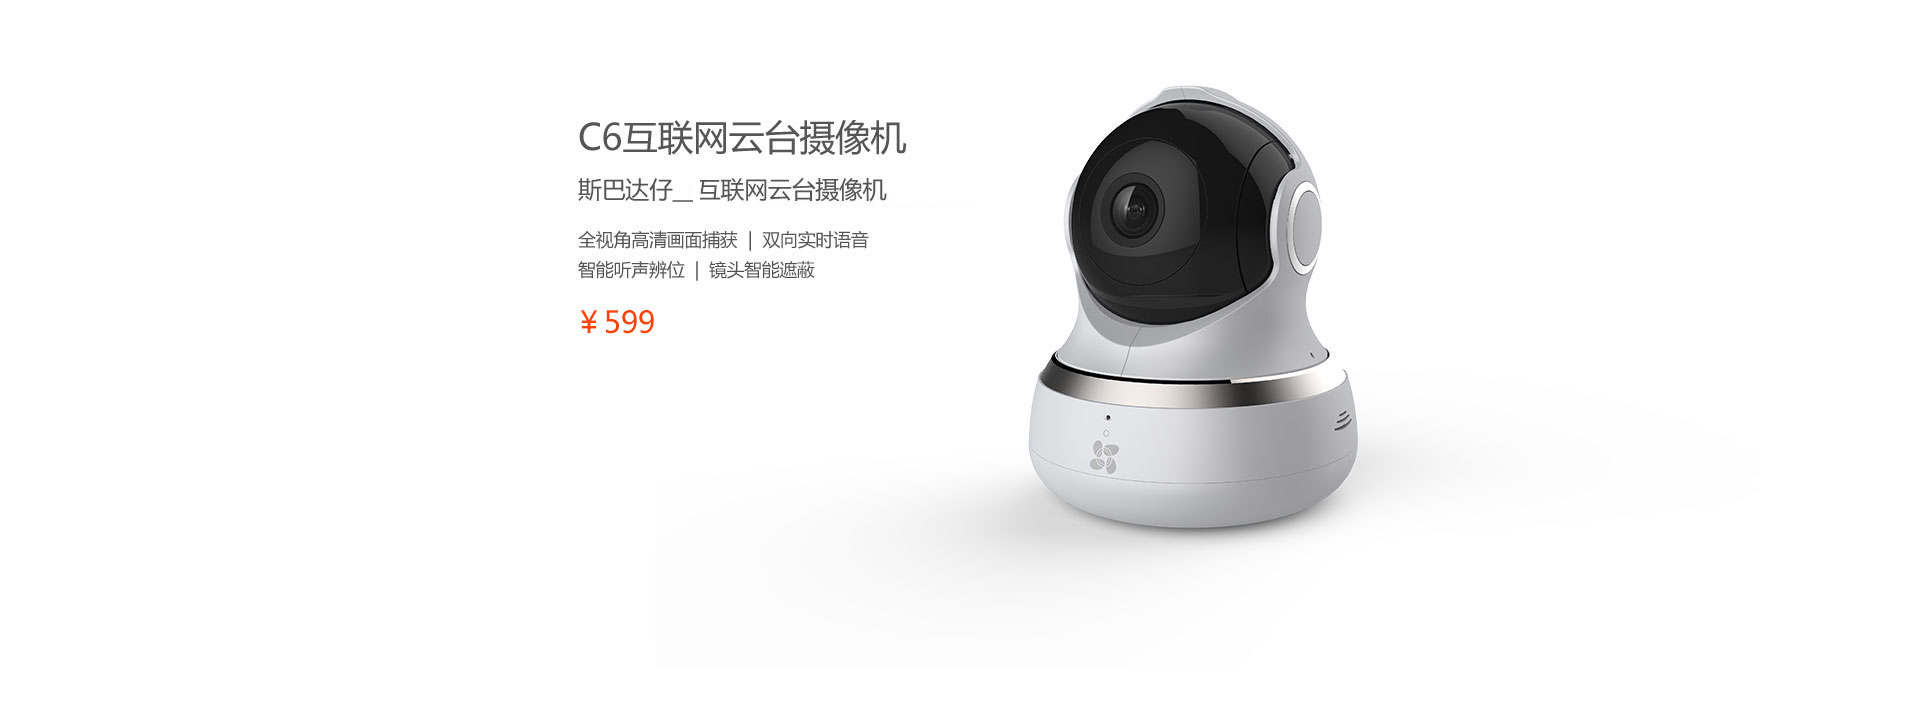 C6互联网云台摄像机
斯巴达仔__ 互联网云台摄像机
全视角高清画面捕获 | 双向实时语音
智能听声辨位 | 镜头智能遮蔽
¥ 599